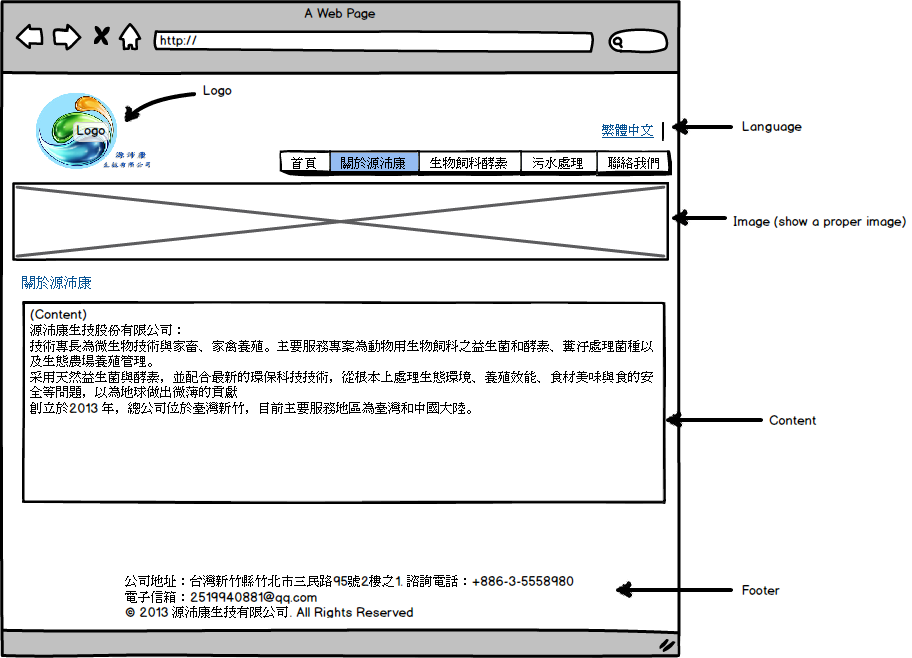 A Web Page
http://
Logo
Logo
源沛康
生技有限公司
繁體中文
Language
首頁 關於源沛康 生物飼料酵素 污水處理 聯絡我們
Image (show a proper image)
關於源沛康
(Content)
源沛康生技股份有限公司：
技術專長為微生物技術與家畜、家禽養殖。主要服務專案為動物用生物飼料之益生菌和酵素、糞汙處理菌種以
及生態農場養殖管理。
采用天然益生菌與酵素，並配合最新的環保科技技術，從根本上處理生態環境、養殖效能、食材美味與食的安
全等問題，以為地球做出微薄的貢獻
創立於2013 年，總公司位於臺灣新竹，目前主要服務地區為臺灣和中國大陸。
Content
公司地址：台灣新竹縣竹北市三民路95號2樓之1. 諮詢電話：+886-3-5558980
電子信箱：2519940881@qq.com
© 2013 源沛康生技有限公司. All Rights Reserved
Footer